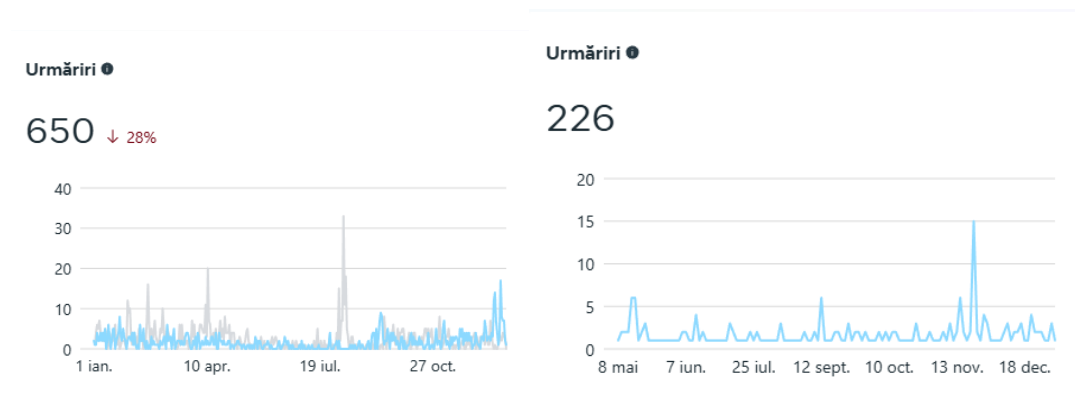 Urmăriri
650 ↓ 28%
40
30
20
10
0
1 ian. 10 apr. 19 iul. 27 oct.
Urmăriri
226
20
15
10
5
0
8 mai 7 iun. 25 iul. 12 sept. 10 oct. 13 nov. 18 dec.